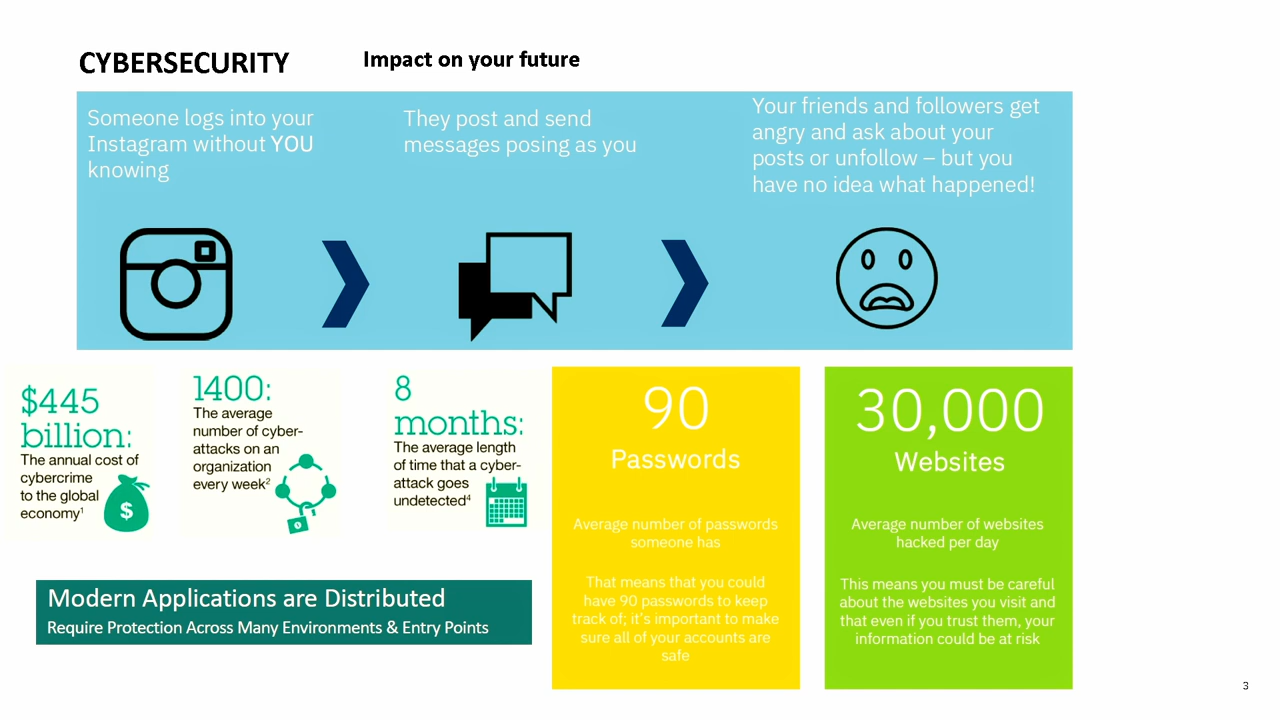 CYBERSECURITY
Impact on your future
Someone logs into your
Instagram without YOU
knowing
They post and send
messages posing as you
Your friends and followers get
angry and ask about your
posts or unfollow – but you
have no idea what happened!
$445
billion:
The annual cost of
cybercrime
to the global
economy¹
$
1400:
The average
number of cyber-
attacks on an
organization
every week²
8
months:
The average length
of time that a cyber-
attack goes
undetected⁴
90
Passwords
Average number of passwords
someone has
That means that you could
have 90 passwords to keep
track of; it's important to make
sure all of your accounts are
safe
30,000
Websites
Average number of websites
hacked per day
This means you must be careful
about the websites you visit and
that even if you trust them, your
information could be at risk
Modern Applications are Distributed
Require Protection Across Many Environments & Entry Points
3